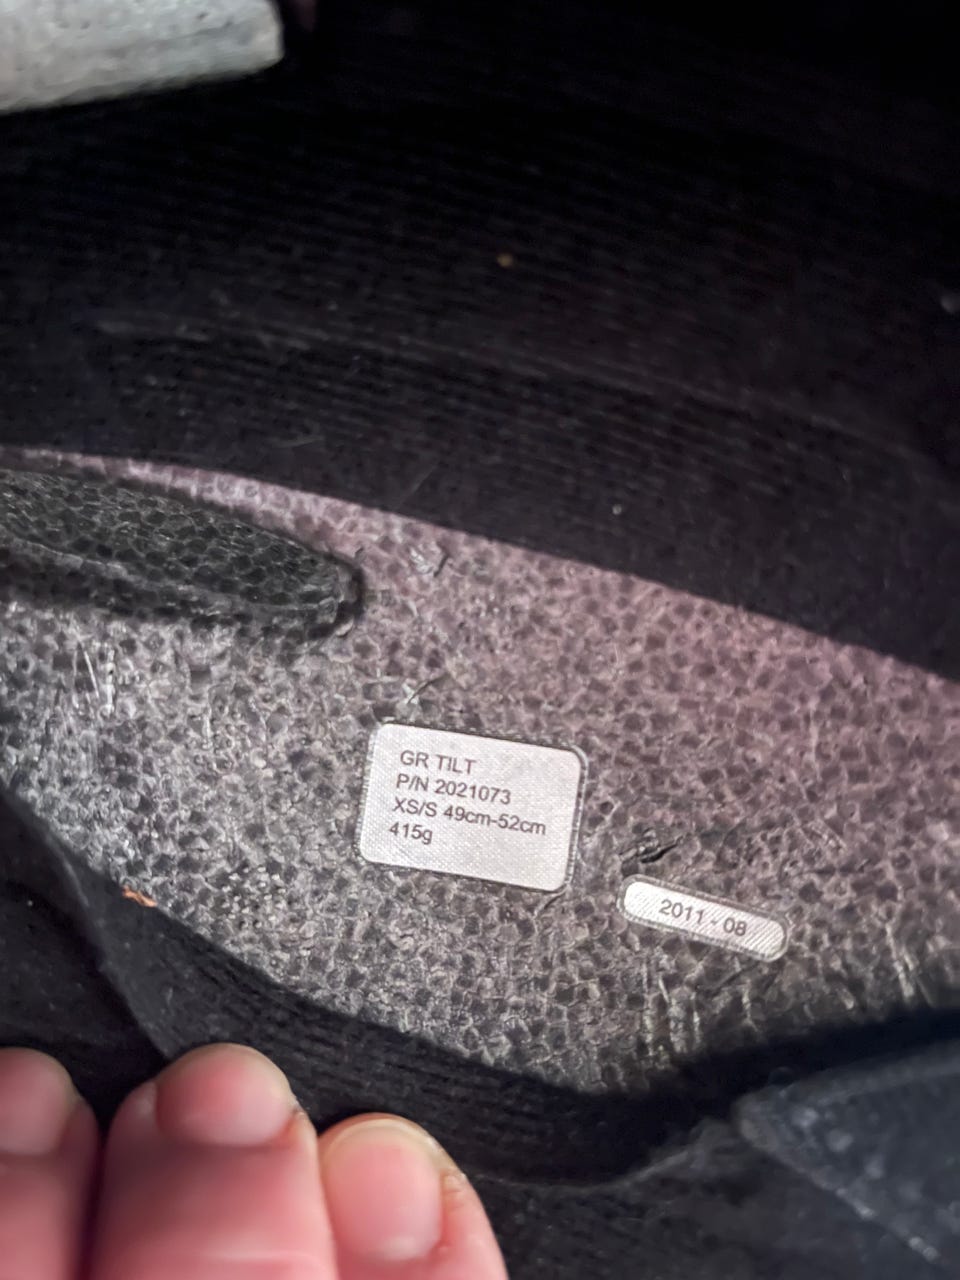 GR TILT
P/N 2021073
XS/S 49cm-52cm
415g
2011 - 08